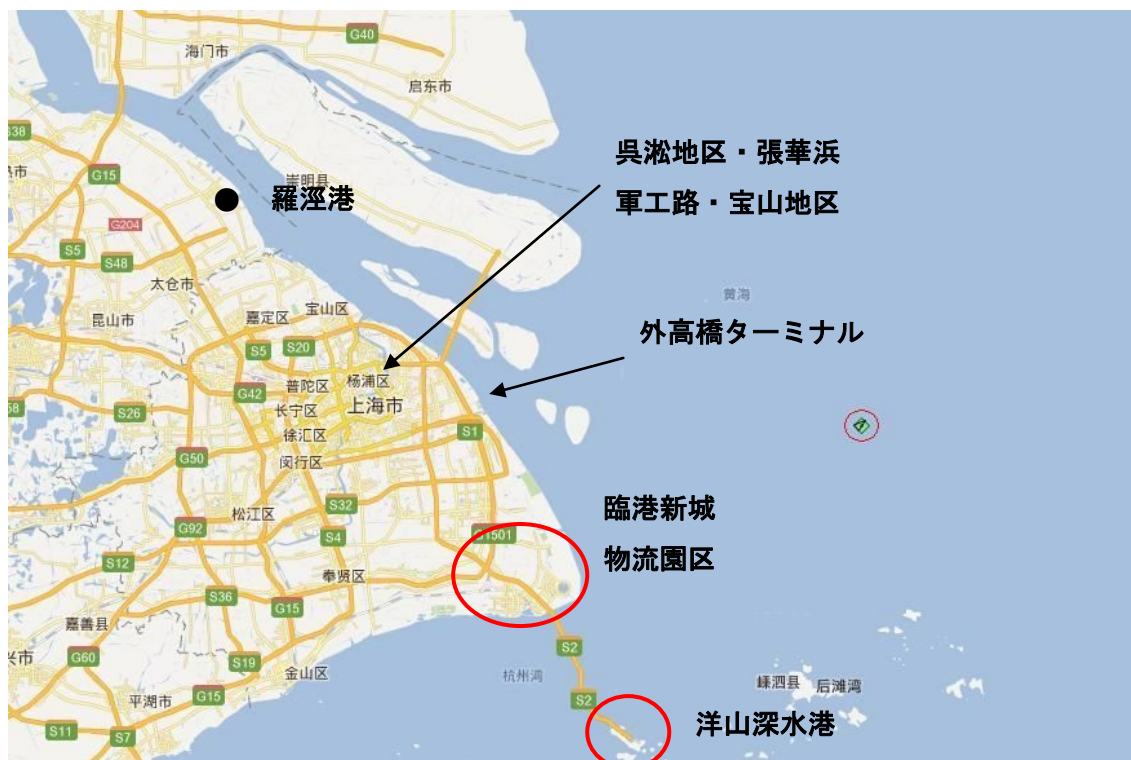 G40
海门市
启东市
G38
呉淞地区・張華浜
軍工路・宝山地区
G15
崇明县
羅涇港
G204
S5
S48
太仓市
黄海
昆山市
嘉定区
宝山区
外高橋ターミナル
S5
S20
普陀区
杨浦区
G42
长宁区
上海市
S26
徐汇区
S1
G50
闵行区
臨港新城
物流園区
S32
松江区
G92
S4
G1501
S12
奉贤区
S36
G15
嘉善县
S2
G60
S19
金山区
杭州湾
嵊泗县
后滩湾
平湖市
G15
S2
洋山深水港
S11
S7